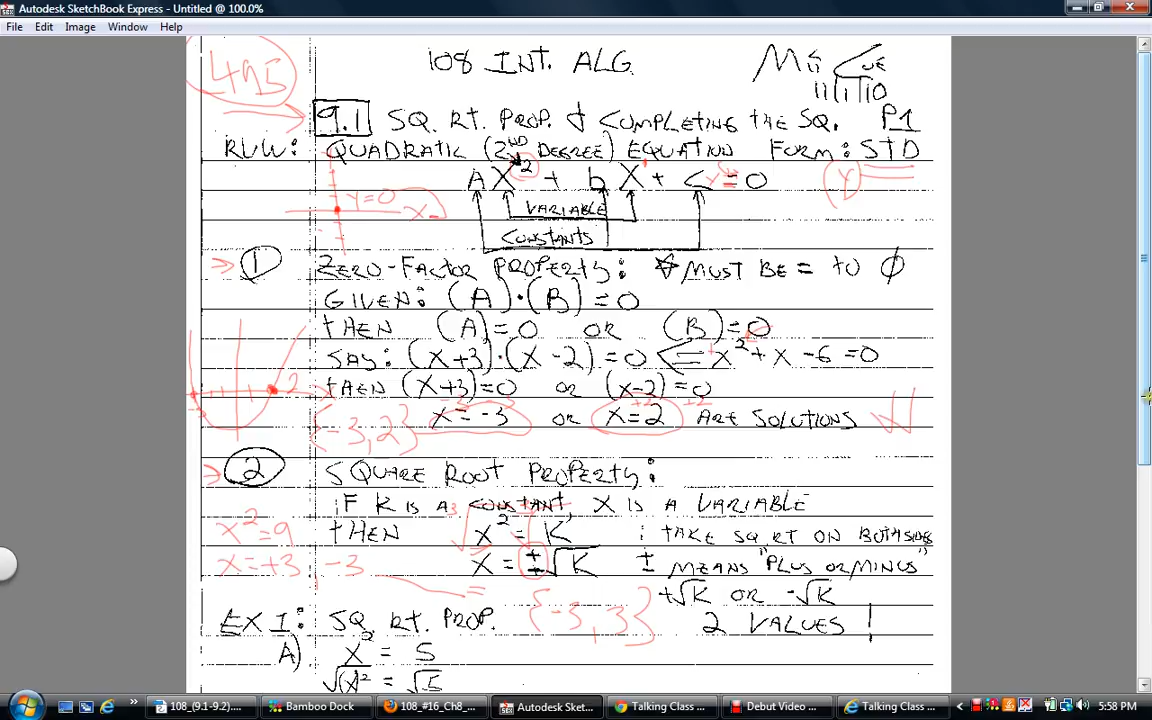 Autodesk SketchBook Express - Untitled @ 100.0%
File Edit Image Window Help
495
108 INT. ALG.
11/1/10
9.1 SQ. RT. PROP. & COMPLETING THE SQ. P1
RVW: QUADRATIC (2ND DEGREE) EQUATION FORM: STD
AX² + bX + C = 0
y=0 X
(y)
VARIABLE
CONSTANTS
1 ZERO-FACTOR PROPERTY: * MUST BE = TO 0
GIVEN: (A)·(B) = 0
THEN (A)=0 OR (B)=0
SAY: (X+3)·(X-2)=0 <= X²+X-6=0
THEN (X+3)=0 or (X-2)=0
{-3,2} X=-3 or X=2 ARE SOLUTIONS
2 SQUARE ROOT PROPERTY:
IF K IS A CONSTANT, X IS A VARIABLE
x²=9 THEN X² = K : TAKE SQ. RT ON BOTH SIDES
x=+3, -3 X = ±√K ± MEANS "PLUS OR MINUS"
= {-3,3} +√K OR -√K
EX 1: SQ. RT. PROP. 2 VALUES!
A) X² = 5
√(X)² = √5
108_(9.1-9.2).... Bamboo Dock 108_#16_Ch8_... Autodesk Sket... Talking Class ... Debut Video ... Talking Class ... 5:58 PM